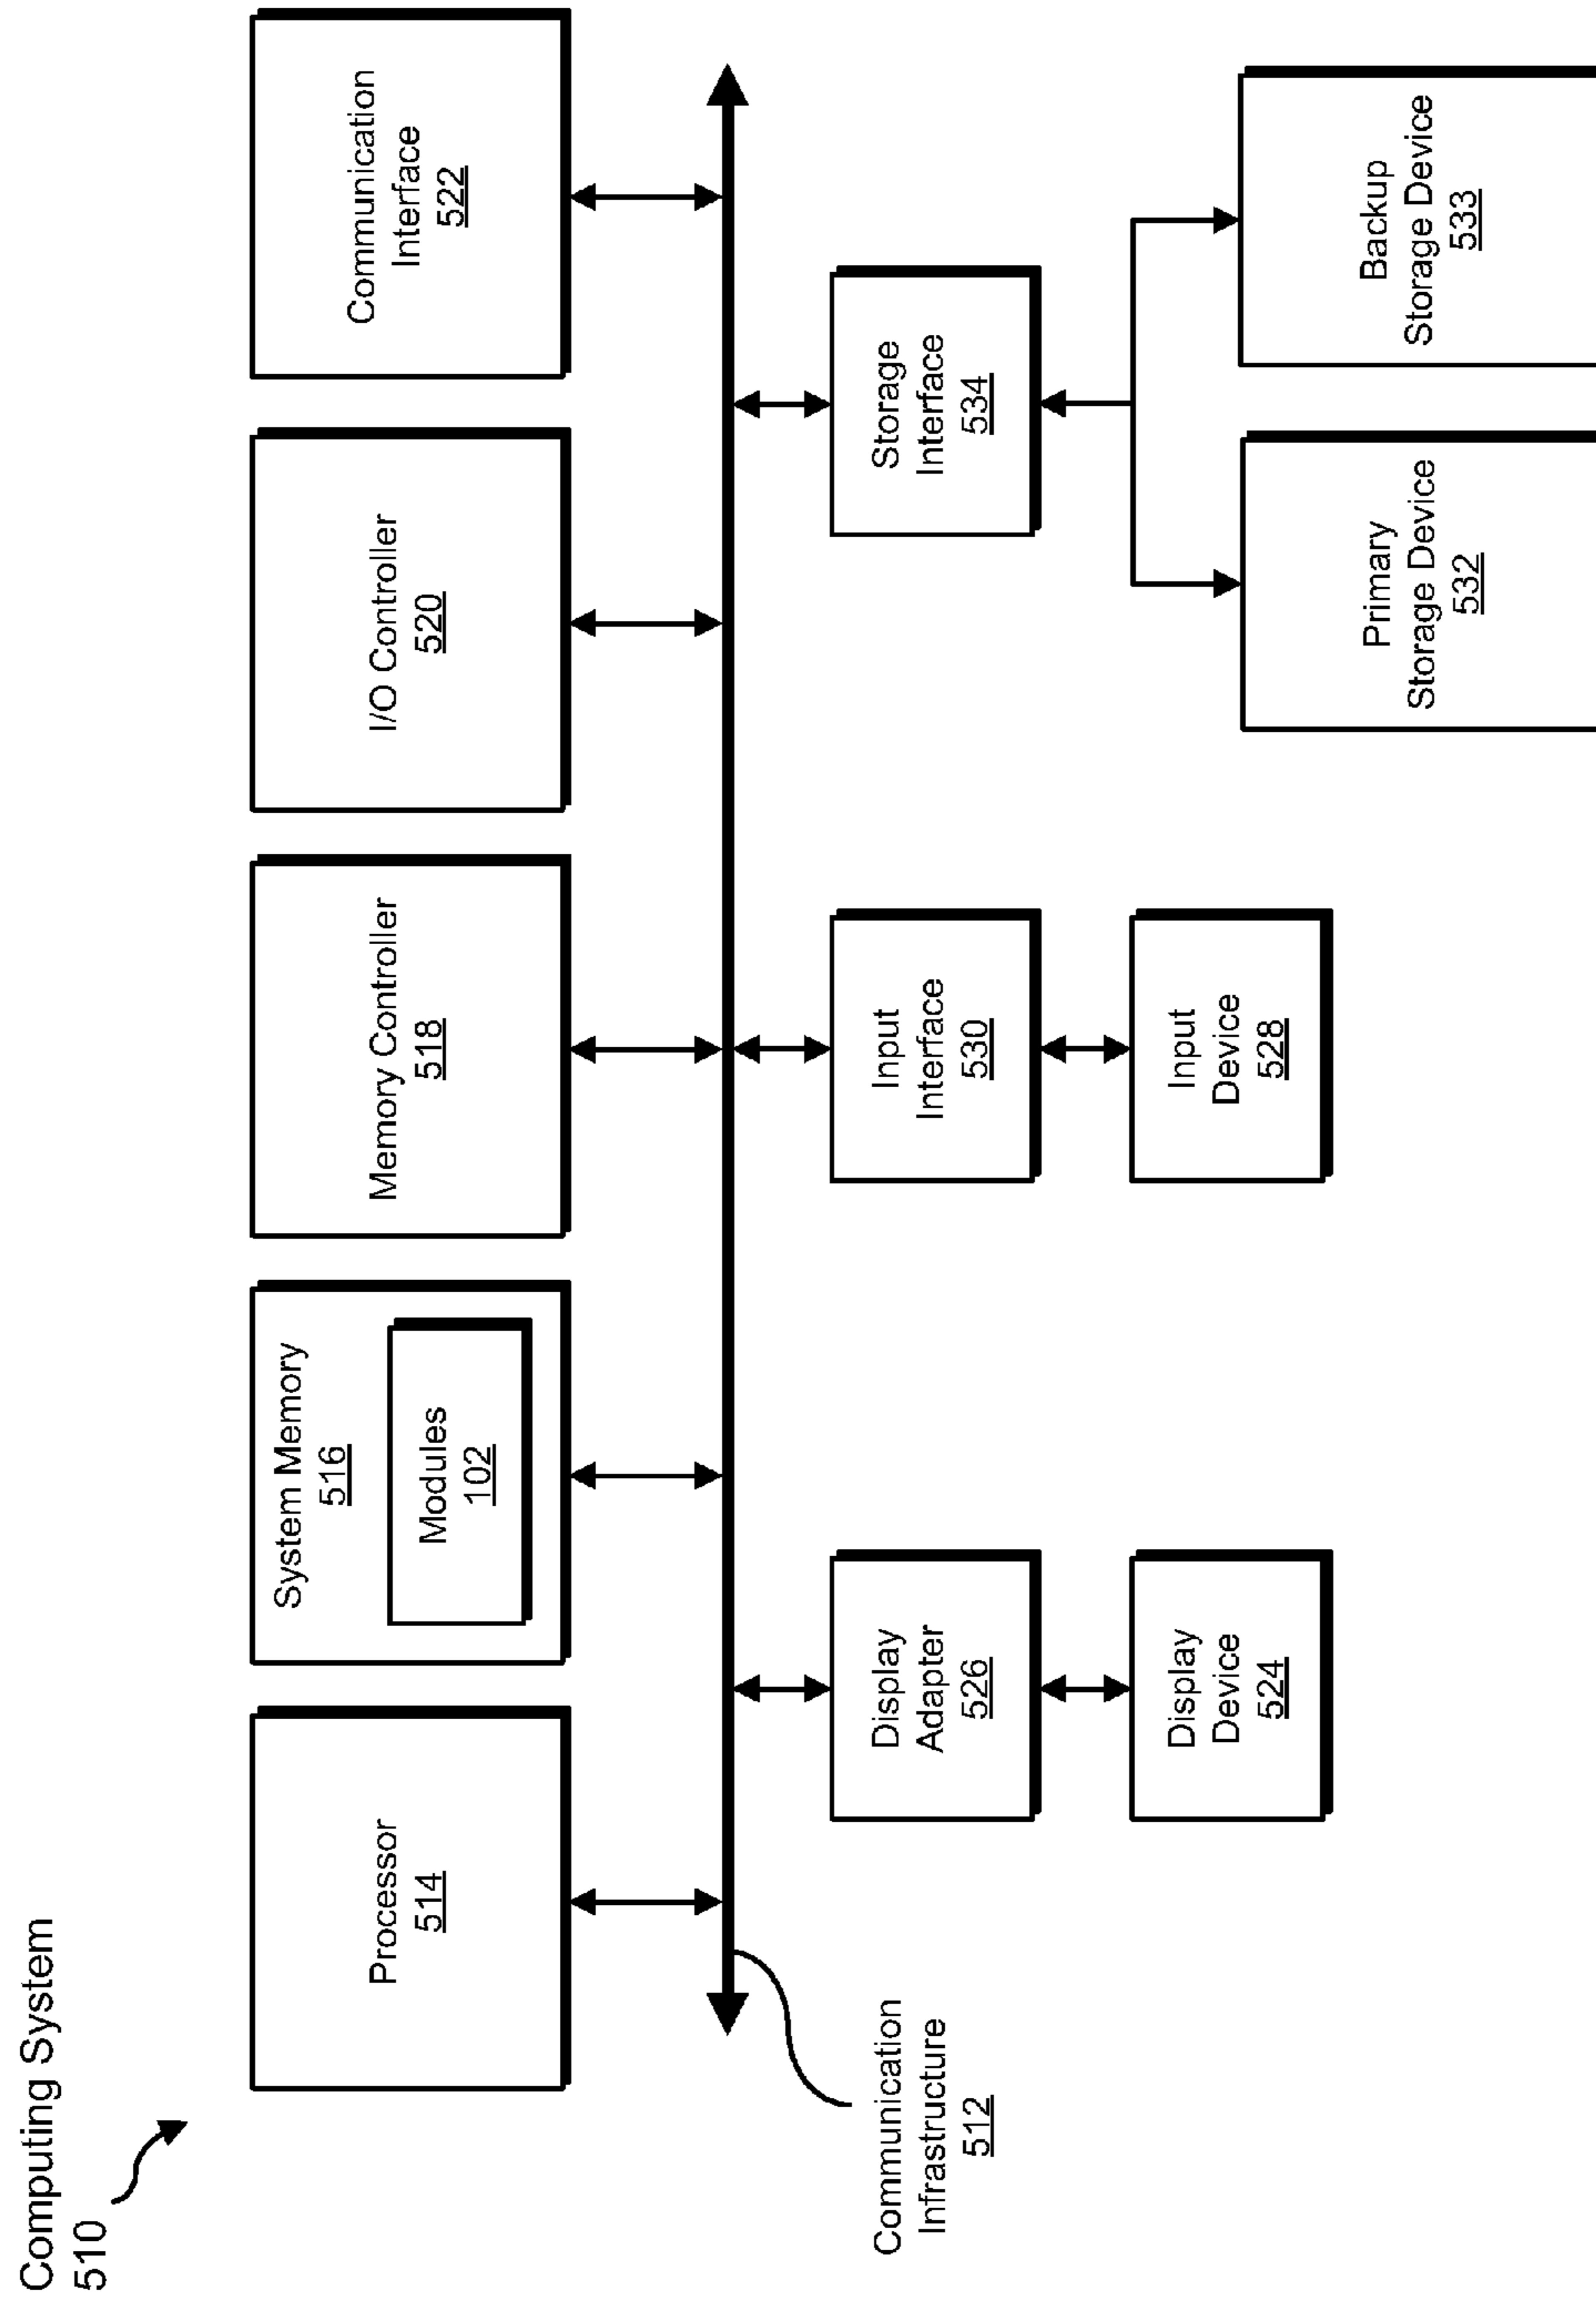 Computing System
510
Processor
514
System Memory
516
Modules
102
Memory Controller
518
I/O Controller
520
Communication
Interface
522
Communication
Infrastructure
512
Display
Adapter
526
Input
Interface
530
Storage
Interface
534
Display
Device
524
Input
Device
528
Primary
Storage Device
532
Backup
Storage Device
533